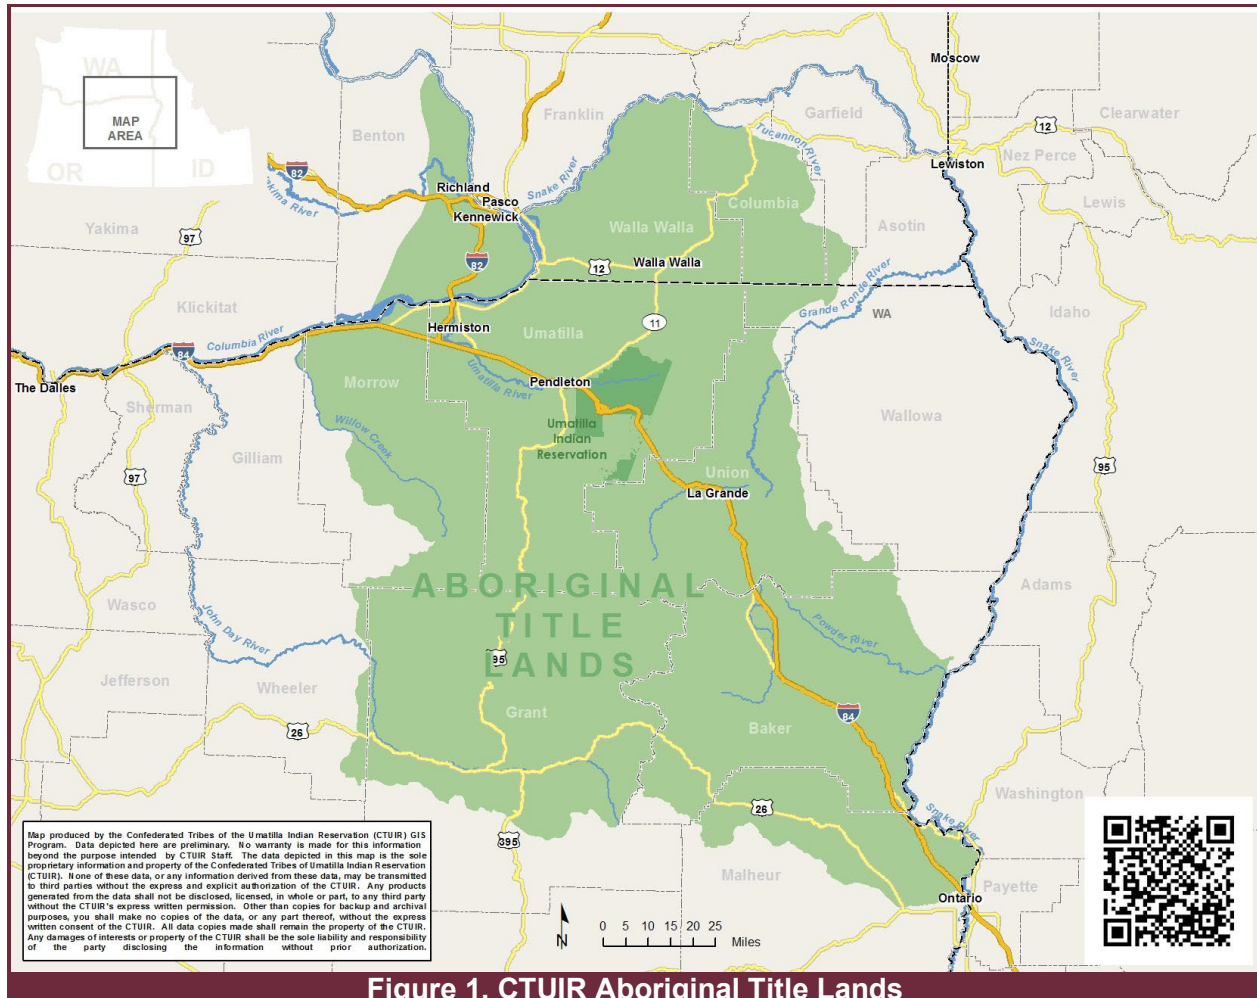 WA
MAP
AREA
OR
ID
Moscow
Franklin
Garfield
Clearwater
Benton
12
Tucannon River
Nez Perce
Lewiston
82
Richland
Snake River
Pasco
Kennewick
Lewis
Columbia
Asotin
Walla Walla
Yakima
97
82
12
Walla Walla
Grande Ronde River
Klickitat
WA
Idaho
11
Hermiston
Umatilla
Columbia River
84
Snake River
The Dalles
Morrow
Umatilla River
Pendleton
Sherman
Wallowa
Willow Creek
Umatilla
Indian
Reservation
Gilliam
Union
95
97
La Grande
ABORIGINAL
TITLE
LANDS
Adams
Wasco
John Day River
Powder River
95
Jefferson
Wheeler
Grant
84
Baker
26
Washington
26
Snake River
395
Malheur
Payette
Ontario
Map produced by the Confederated Tribes of the Umatilla Indian Reservation (CTUIR) GIS
Program. Data depicted here are preliminary. No warranty is made for this information
beyond the purpose intended by CTUIR Staff. The data depicted in this map is the sole
proprietary information and property of the Confederated Tribes of Umatilla Indian Reservation
(CTUIR). None of these data, or any information derived from these data, may be transmitted
to third parties without the express and explicit authorization of the CTUIR. Any products
generated from the data shall not be disclosed, licensed, in whole or part, to any third party
without the CTUIR's express written permission. Other than copies for backup and archival
purposes, you shall make no copies of the data, or any part thereof, without the express
written consent of the CTUIR. All data copies made shall remain the property of the CTUIR.
Any damages of interests or property of the CTUIR shall be the sole liability and responsibility
of the party disclosing the information without prior authorization.
N
0 5 10 15 20 25
Miles
Figure 1. CTUIR Aboriginal Title Lands